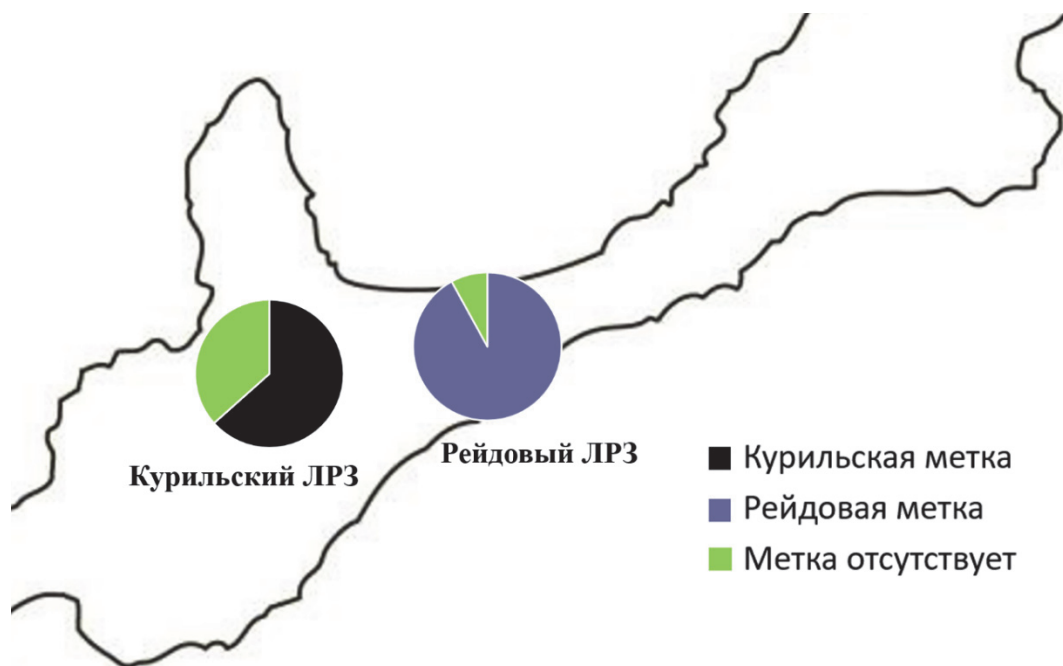 Курильский ЛРЗ
Рейдовый ЛРЗ
Курильская метка
Рейдовая метка
Метка отсутствует